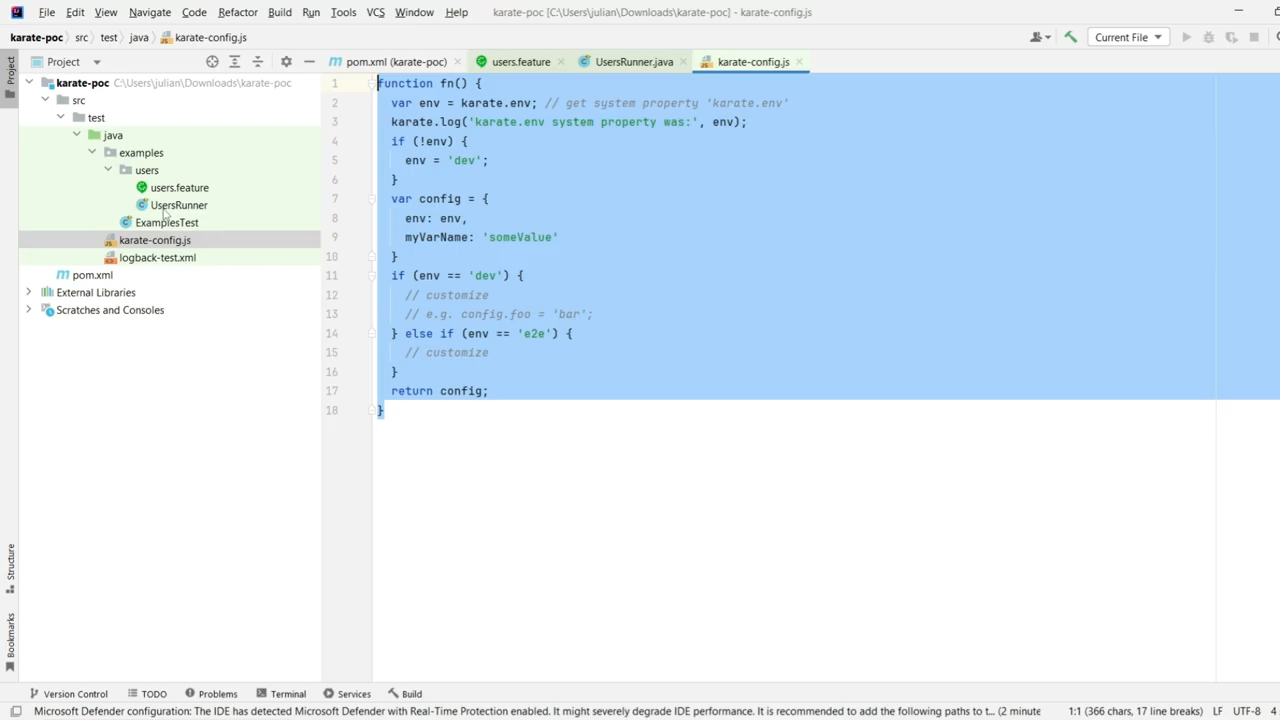 File Edit View Navigate Code Refactor Build Run Tools VCS Window Help karate-poc [C:\Users\julian\Downloads\karate-poc] - karate-config.js
karate-poc src test java karate-config.js
Current File
Project
Project
pom.xml (karate-poc)
users.feature
UsersRunner.java
karate-config.js
karate-poc C:\Users\julian\Downloads\karate-poc
src
test
java
examples
users
users.feature
UsersRunner
ExamplesTest
karate-config.js
logback-test.xml
pom.xml
External Libraries
Scratches and Consoles
1 function fn() {
2 var env = karate.env; // get system property 'karate.env'
3 karate.log('karate.env system property was:', env);
4 if (!env) {
5 env = 'dev';
6 }
7 var config = {
8 env: env,
9 myVarName: 'someValue'
10 }
11 if (env == 'dev') {
12 // customize
13 // e.g. config.foo = 'bar';
14 } else if (env == 'e2e') {
15 // customize
16 }
17 return config;
18 }
Structure
Bookmarks
Version Control TODO Problems Terminal Services Build
Microsoft Defender configuration: The IDE has detected Microsoft Defender with Real-Time Protection enabled. It might severely degrade IDE performance. It is recommended to add the following paths to t... (2 minute 1:1 (366 chars, 17 line breaks) LF UTF-8 4